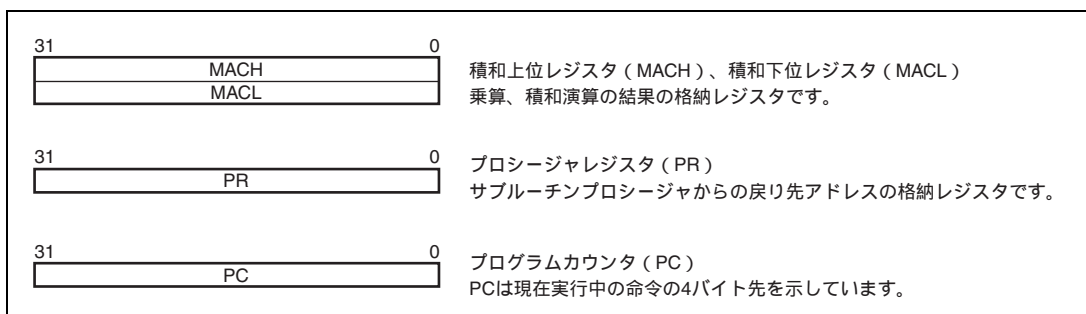 31 0
MACH
MACL
積和上位レジスタ（MACH）、積和下位レジスタ（MACL）
乗算、積和演算の結果の格納レジスタです。
31 0
PR
プロシージャレジスタ（PR）
サブルーチンプロシージャからの戻り先アドレスの格納レジスタです。
31 0
PC
プログラムカウンタ（PC）
PCは現在実行中の命令の4バイト先を示しています。